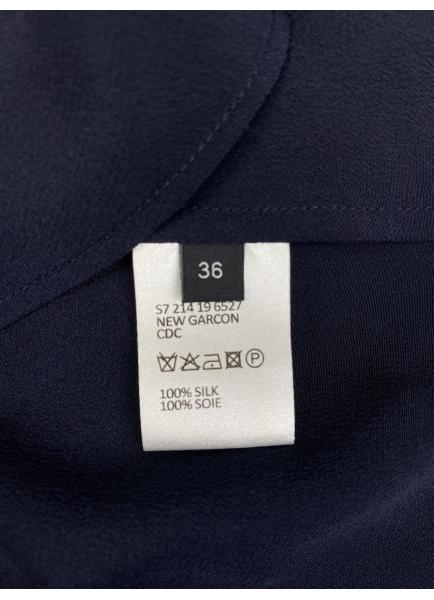 36
S7 214 19 6527
NEW GARCON
CDC
P
100% SILK
100% SOIE